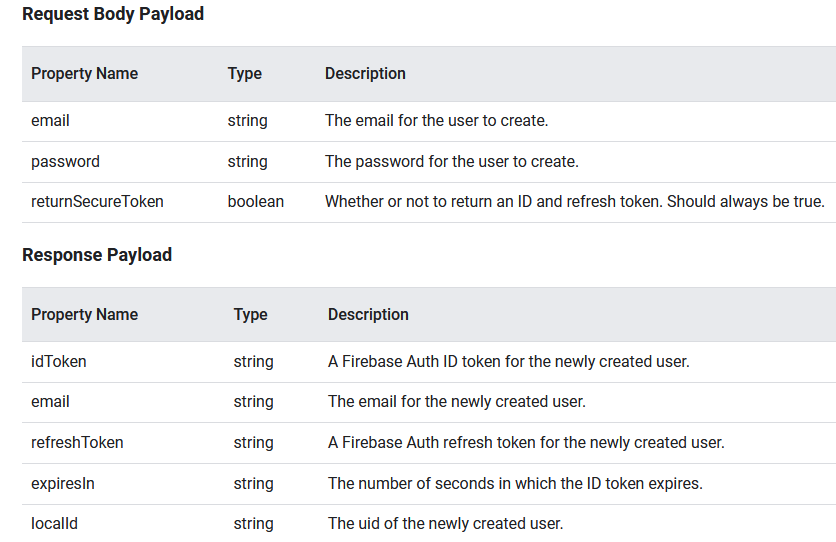 Request Body Payload
Property Name Type Description
email string The email for the user to create.
password string The password for the user to create.
returnSecureToken boolean Whether or not to return an ID and refresh token. Should always be true.
Response Payload
Property Name Type Description
idToken string A Firebase Auth ID token for the newly created user.
email string The email for the newly created user.
refreshToken string A Firebase Auth refresh token for the newly created user.
expiresIn string The number of seconds in which the ID token expires.
localId string The uid of the newly created user.